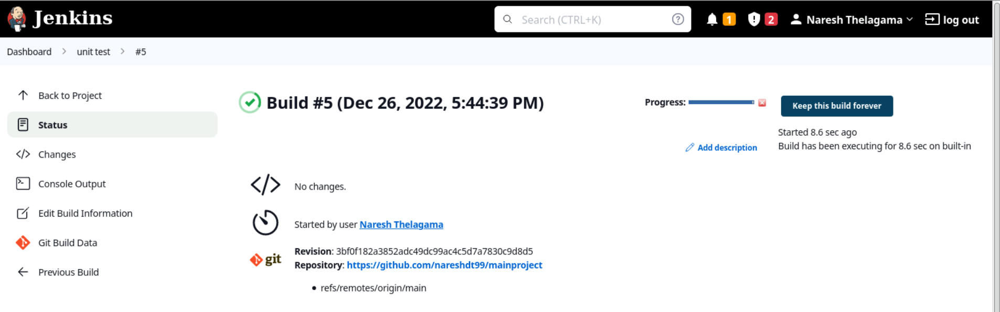 Jenkins
Search (CTRL+K)
1
2
Naresh Thelagama
log out
Dashboard
unit test
#5
Back to Project
Status
Changes
Console Output
Edit Build Information
Git Build Data
Previous Build
Build #5 (Dec 26, 2022, 5:44:39 PM)
Progress:
Keep this build forever
Started 8.6 sec ago
Build has been executing for 8.6 sec on built-in
Add description
No changes.
Started by user Naresh Thelagama
git
Revision: 3bf0f182a3852adc49dc99ac4c5d7a7830c9d8d5
Repository: https://github.com/nareshdt99/mainproject
• refs/remotes/origin/main